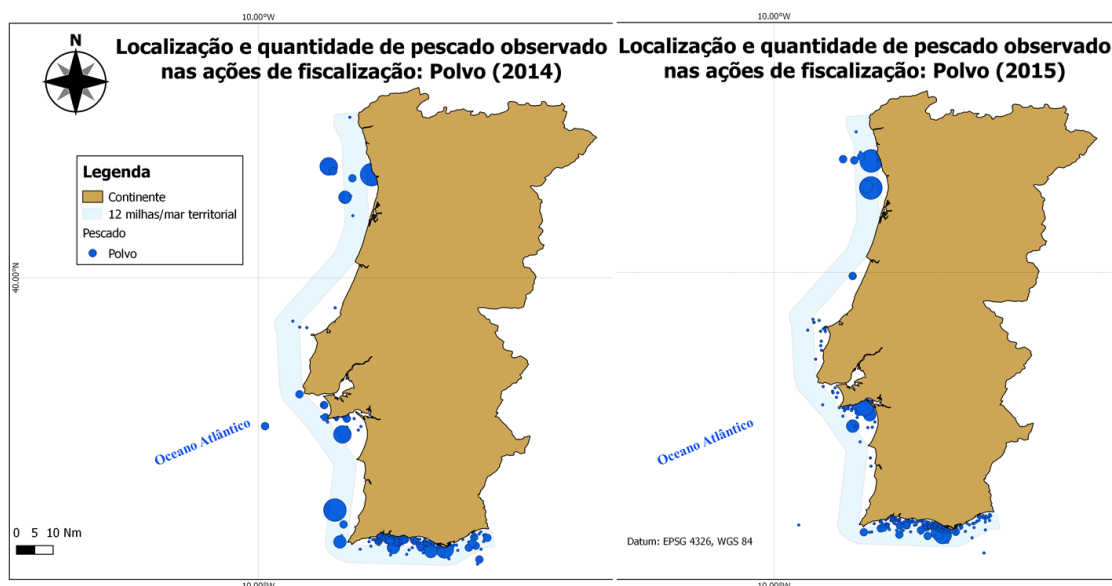 10.00°W
10.00°W
Localização e quantidade de pescado observado
nas ações de fiscalização: Polvo (2014)
Localização e quantidade de pescado observado
nas ações de fiscalização: Polvo (2015)
N
Legenda
Continente
12 milhas/mar territorial
Pescado
Polvo
40.00°N
Oceano Atlântico
Oceano Atlântico
0 5 10 Nm
Datum: EPSG 4326, WGS 84
10.00°W
10.00°W